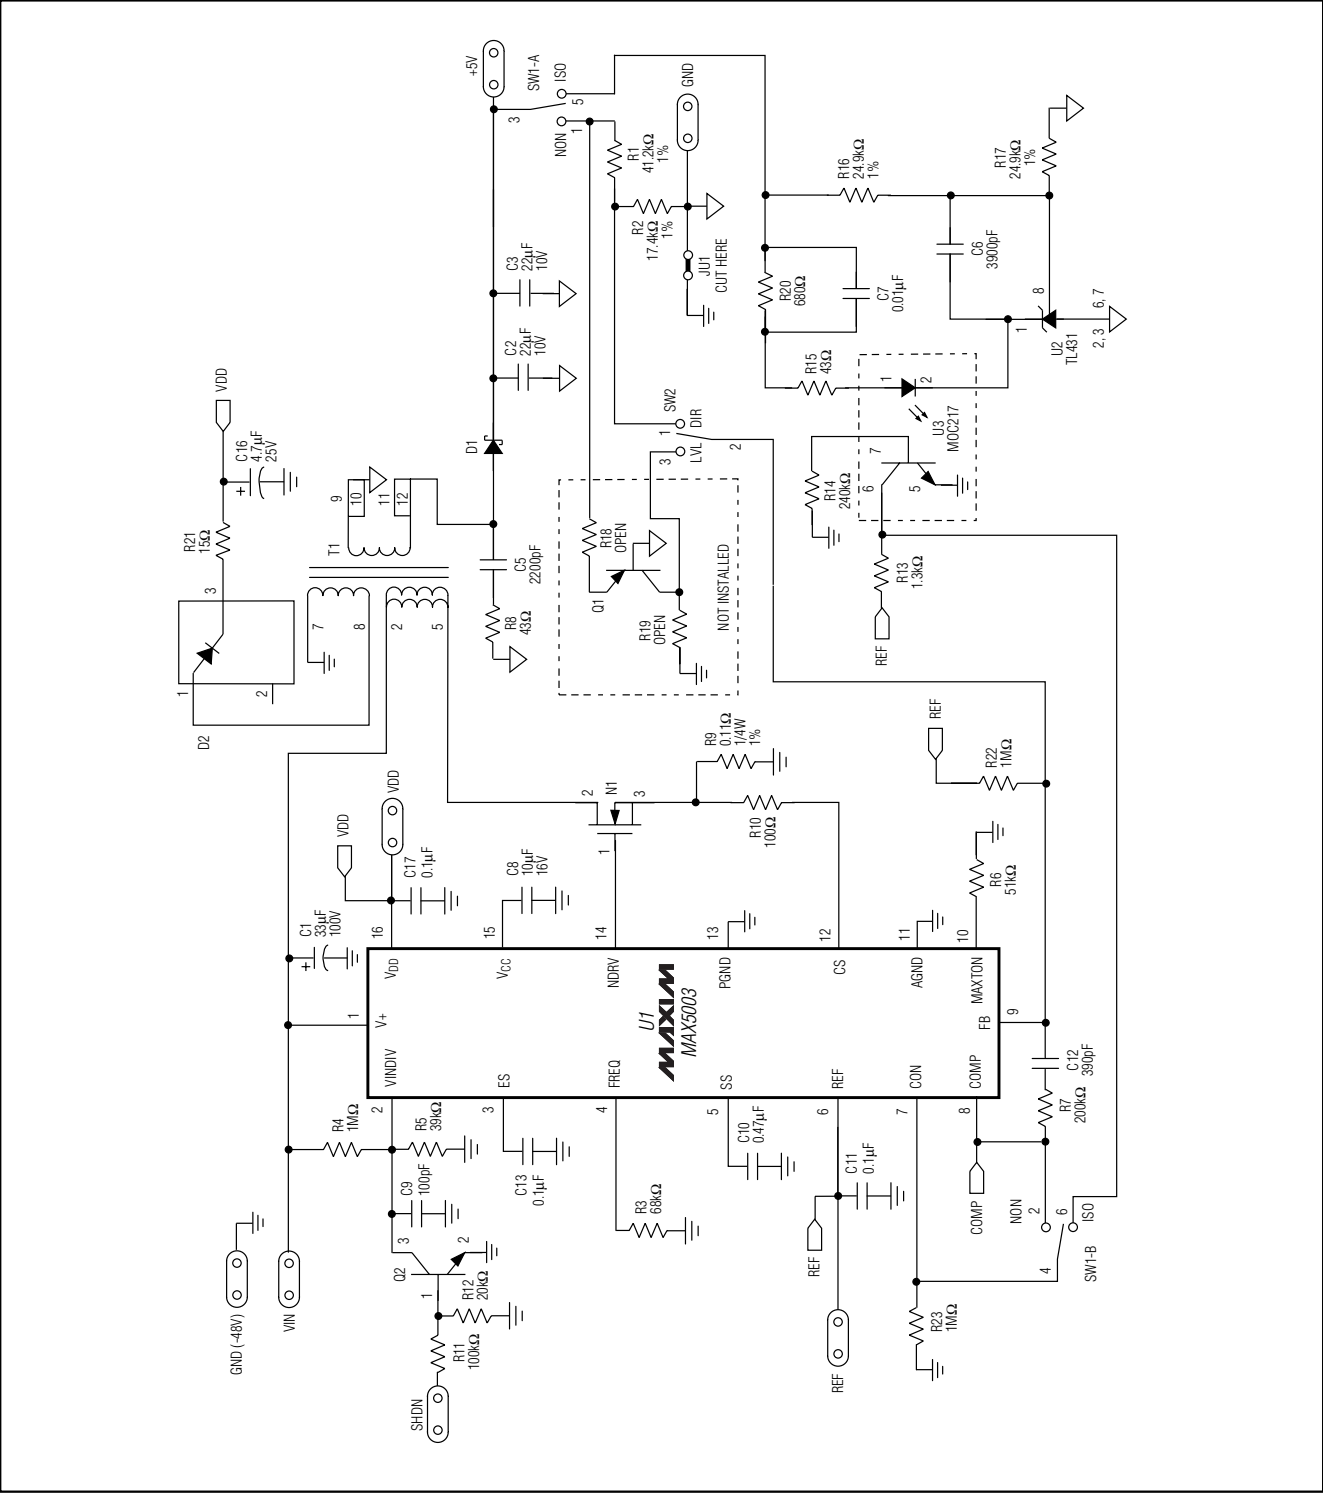 GND (-48V)
VIN
SHDN
R11
100kΩ
R12
20kΩ
Q2
1
2
3
C9
100pF
R4
1MΩ
R5
39kΩ
C13
0.1µF
R3
68kΩ
C10
0.47µF
REF
REF
C11
0.1µF
R23
1MΩ
COMP
NON
2
6
ISO
4
SW1-B
R7
200kΩ
C12
390pF
U1
MAXIM
MAX5003
1
V+
2
VINDIV
3
ES
4
FREQ
5
SS
6
REF
7
CON
8
COMP
9
FB
10
MAXTON
11
AGND
12
CS
13
PGND
14
NDRV
15
VCC
16
VDD
C1
33µF
100V
VDD
VDD
C17
0.1µF
C8
10µF
16V
1
2
3
N1
R9
0.11Ω
1/4W
1%
R10
100Ω
R6
51kΩ
REF
R22
1MΩ
D2
1
2
3
R21
15Ω
C16
4.7µF
25V
VDD
T1
7
8
2
5
9
10
11
12
R8
43Ω
C5
2200pF
D1
C2
22µF
10V
C3
22µF
10V
+5V
SW1-A
ISO
5
3
NON
1
R1
41.2kΩ
1%
R2
17.4kΩ
1%
GND
JU1
CUT HERE
SW2
1
DIR
3
LVL
2
R18
OPEN
Q1
R19
OPEN
NOT INSTALLED
REF
R13
1.3kΩ
R14
240kΩ
6
7
5
U3
MOC217
1
2
R15
43Ω
R20
680Ω
C7
0.01µF
R16
24.9kΩ
1%
C6
3900pF
R17
24.9kΩ
1%
1
8
U2
TL431
2, 3
6, 7